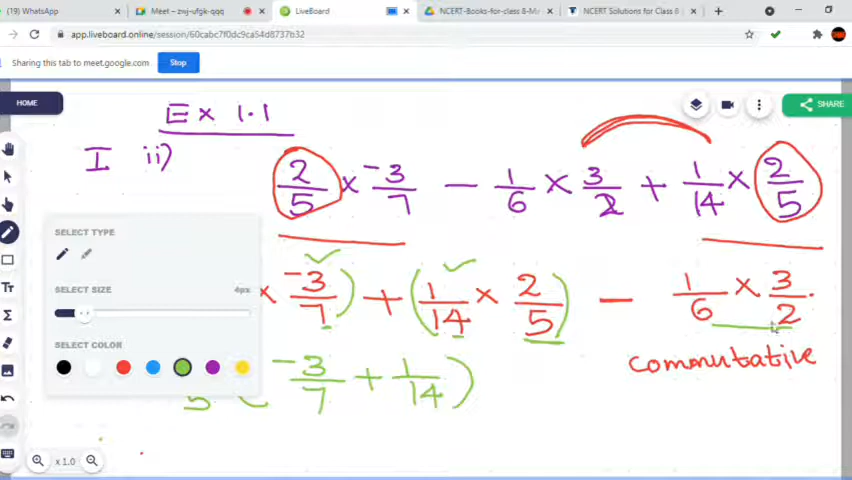 (19) WhatsApp
Meet – zwj-ufgk-qqq
LiveBoard
NCERT-Books-for-class 8-Ma
NCERT Solutions for Class 8
app.liveboard.online/session/60cabc7f0dc9ca54d8737b32
Sharing this tab to meet.google.com
Stop
HOME
SHARE
Ex 1.1
I ii)
2/5 × -3/7 - 1/6 × 3/2 + 1/14 × 2/5
SELECT TYPE
SELECT SIZE
SELECT COLOR
× -3/7) + (1/14 × 2/5) - 1/6 × 3/2.
commutative
5 ( -3/7 + 1/14)
x 1.0